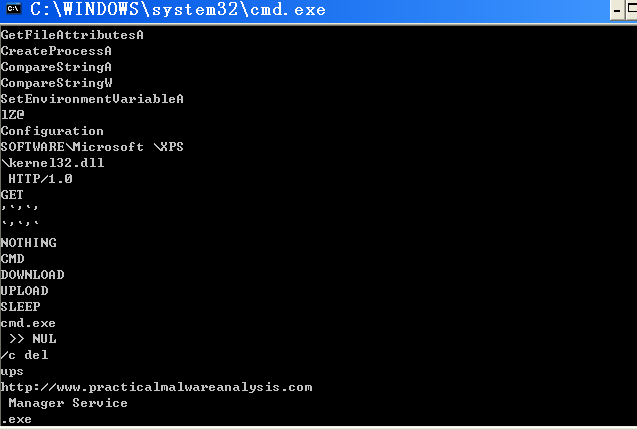 C:\WINDOWS\system32\cmd.exe
GetFileAttributesA
CreateProcessA
CompareStringA
CompareStringW
SetEnvironmentVariableA
lZ@
Configuration
SOFTWARE\Microsoft \XPS
\kernel32.dll
HTTP/1.0
GET
'`'`'
`'`'`
NOTHING
CMD
DOWNLOAD
UPLOAD
SLEEP
cmd.exe
>> NUL
/c del
ups
http://www.practicalmalwareanalysis.com
Manager Service
.exe